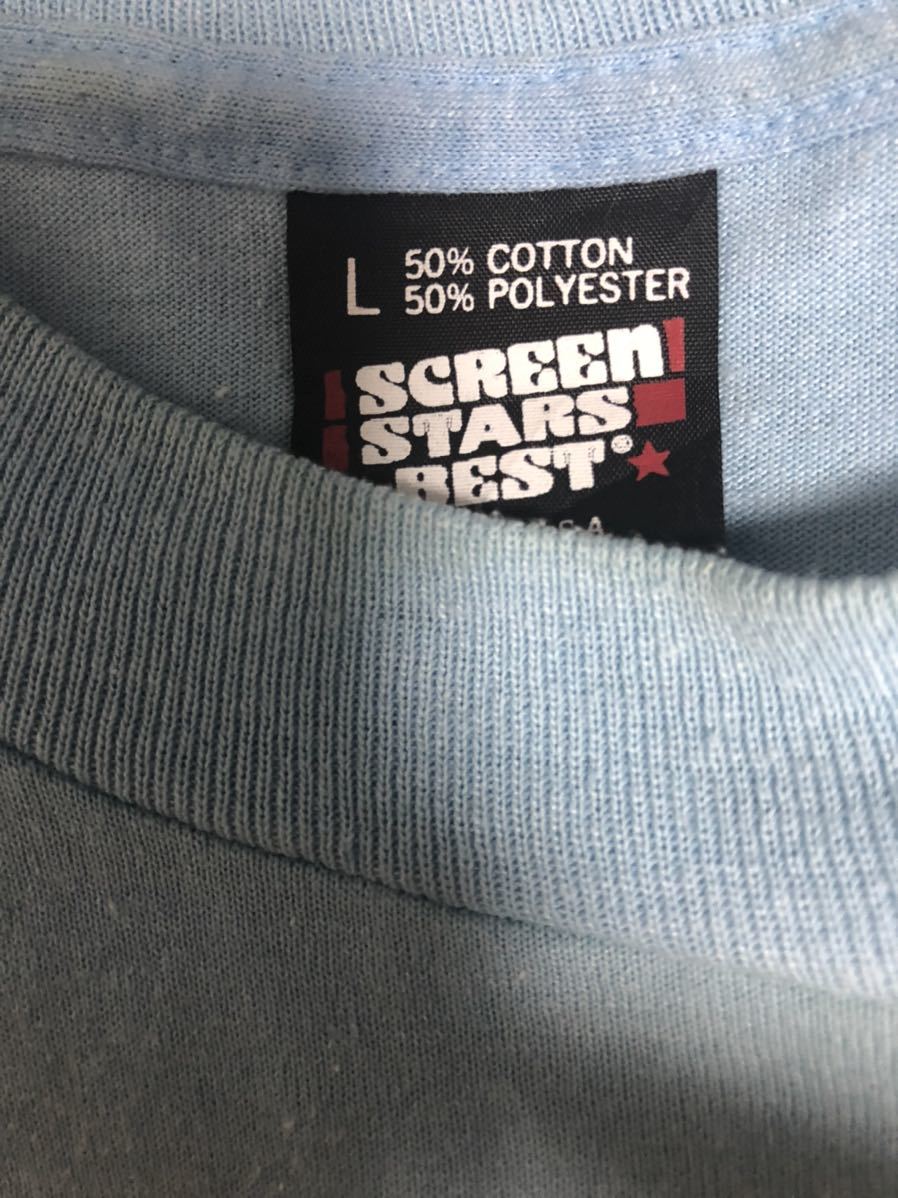 L
50% COTTON
50% POLYESTER
SCREEN
STARS
BEST®